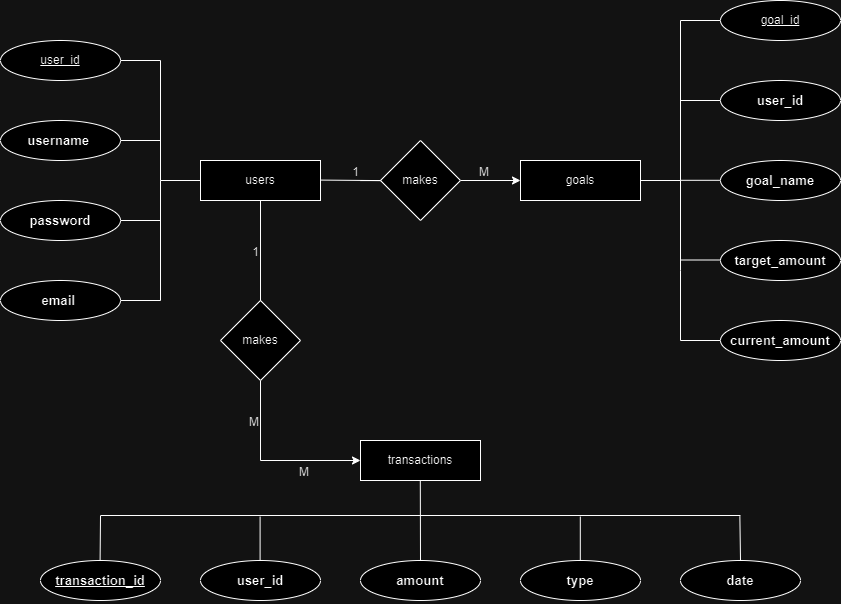 goal_id
user_id
username
user_id
users
1
makes
M
goals
goal_name
password
1
target_amount
email
makes
current_amount
M
transactions
M
transaction_id
user_id
amount
type
date